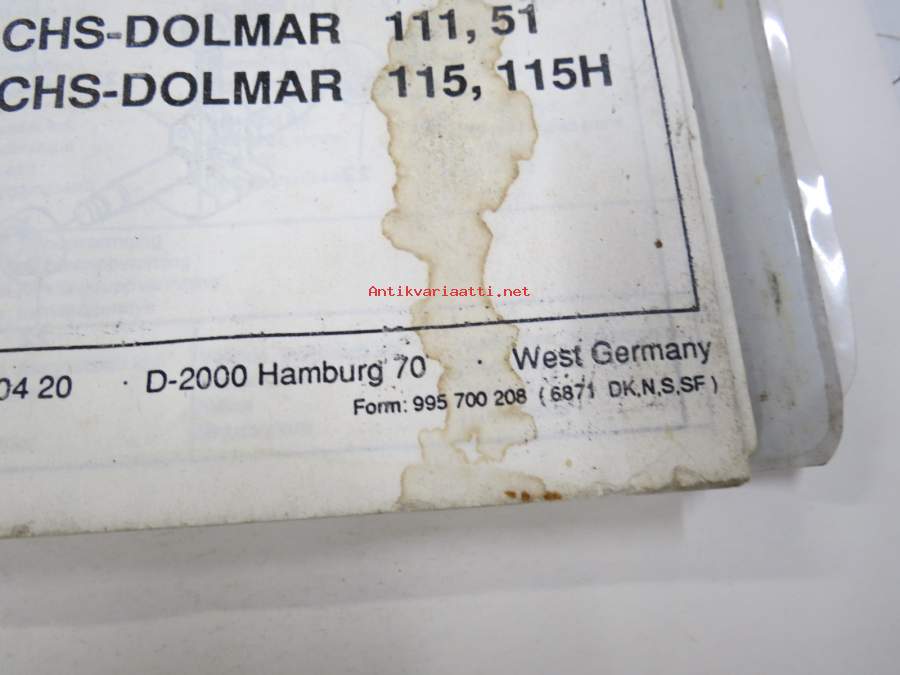 CHS-DOLMAR 111, 51
CHS-DOLMAR 115, 115H
Antikvariaatti.net
04 20 · D-2000 Hamburg 70 · West Germany
Form: 995 700 208 (6871 DK,N,S,SF)